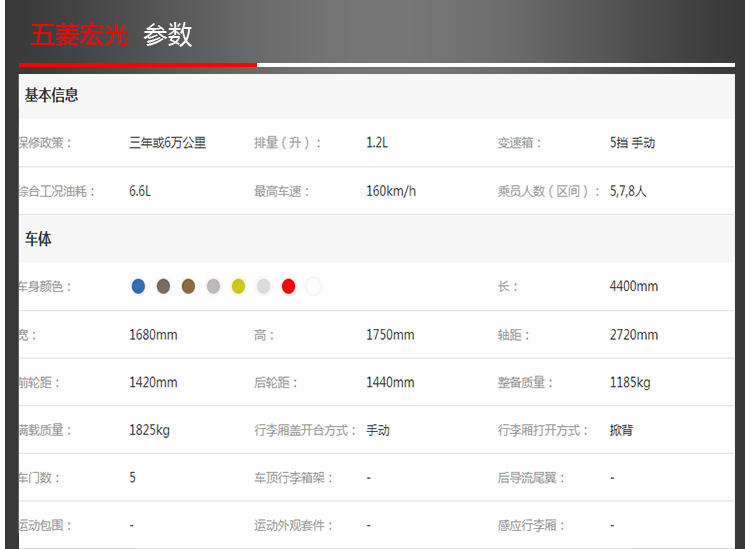 五菱宏光 参数
基本信息
保修政策： 三年或6万公里 排量（升）： 1.2L 变速箱： 5挡 手动
综合工况油耗： 6.6L 最高车速： 160km/h 乘员人数（区间）： 5,7,8人
车体
车身颜色： 长： 4400mm
宽： 1680mm 高： 1750mm 轴距： 2720mm
前轮距： 1420mm 后轮距： 1440mm 整备质量： 1185kg
满载质量： 1825kg 行李厢盖开合方式： 手动 行李厢打开方式： 掀背
车门数： 5 车顶行李箱架： - 后导流尾翼： -
运动包围： - 运动外观套件： - 感应行李厢： -